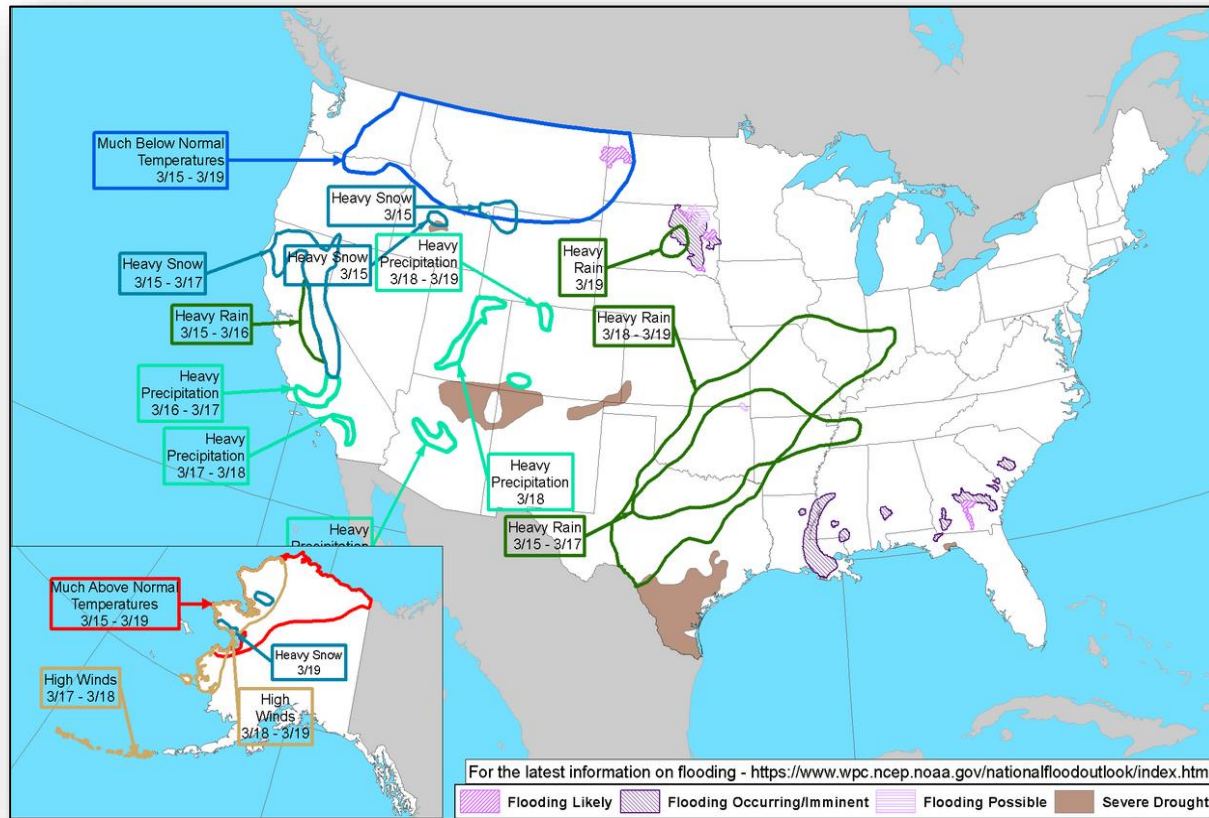 Much Below Normal
Temperatures
3/15 - 3/19
Heavy Snow
3/15
Heavy Snow
3/15 - 3/17
Heavy Snow
3/15
Heavy
Precipitation
3/18 - 3/19
Heavy
Rain
3/19
Heavy Rain
3/15 - 3/16
Heavy Rain
3/18 - 3/19
Heavy
Precipitation
3/16 - 3/17
Heavy
Precipitation
3/17 - 3/18
Heavy
Precipitation
3/18
Heavy Rain
3/15 - 3/17
Heavy
Precipitation
Much Above Normal
Temperatures
3/15 - 3/19
Heavy Snow
3/19
High Winds
3/17 - 3/18
High
Winds
3/18 - 3/19
For the latest information on flooding - https://www.wpc.ncep.noaa.gov/nationalfloodoutlook/index.htm
Flooding Likely
Flooding Occurring/Imminent
Flooding Possible
Severe Drought